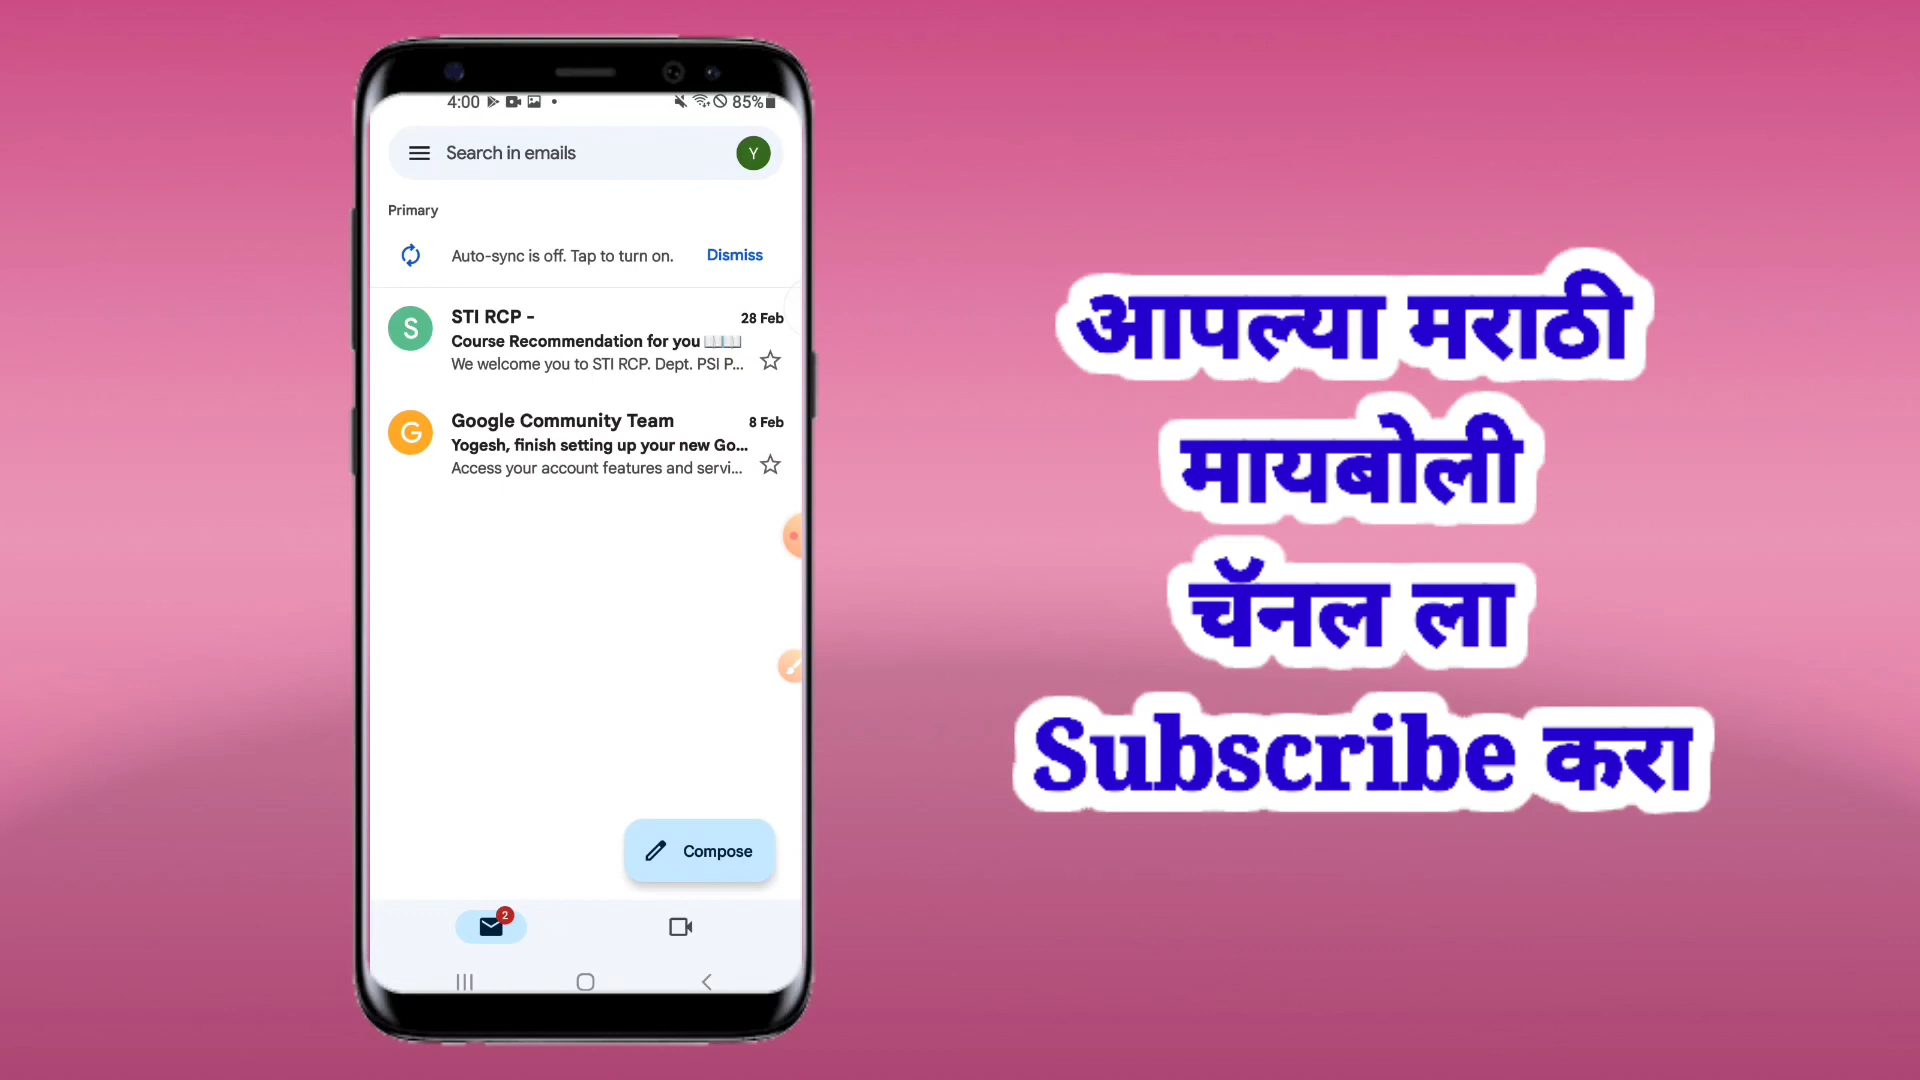 4:00
85%
Search in emails
Y
Primary
Auto-sync is off. Tap to turn on.
Dismiss
S
STI RCP -
28 Feb
Course Recommendation for you
We welcome you to STI RCP. Dept. PSI P...
G
Google Community Team
8 Feb
Yogesh, finish setting up your new Go...
Access your account features and servi...
Compose
2
आपल्या मराठी
मायबोली
चॅनल ला
Subscribe करा